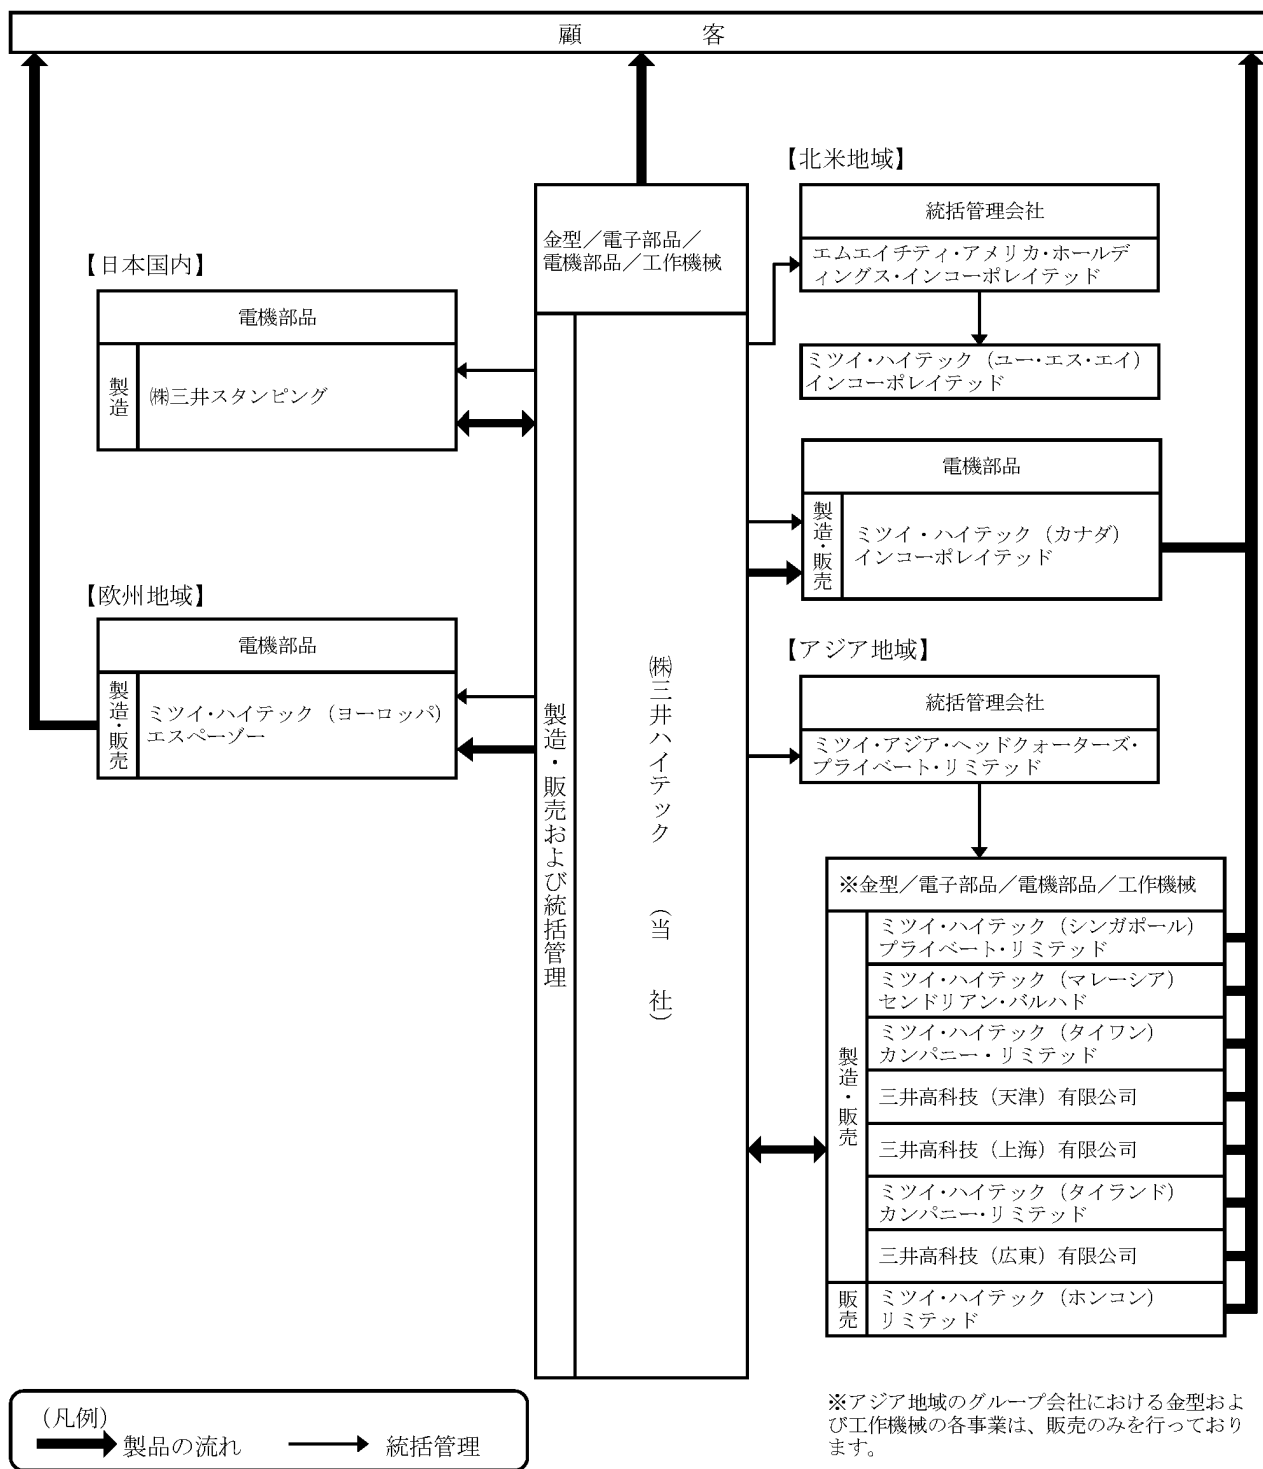 顧　　　　　客
【日本国内】
電機部品
製造
㈱三井スタンピング
【欧州地域】
電機部品
製造・販売
ミツイ・ハイテック（ヨーロッパ）
エスペーゾー
金型／電子部品／
電機部品／工作機械
製造・販売および統括管理
㈱三井ハイテック　（当　社）
【北米地域】
統括管理会社
エムエイチティ・アメリカ・ホールデ
ィングス・インコーポレイテッド
ミツイ・ハイテック（ユー・エス・エイ）
インコーポレイテッド
電機部品
製造・販売
ミツイ・ハイテック（カナダ）
インコーポレイテッド
【アジア地域】
統括管理会社
ミツイ・アジア・ヘッドクォーターズ・
プライベート・リミテッド
※金型／電子部品／電機部品／工作機械
製造・販売
ミツイ・ハイテック（シンガポール）
プライベート・リミテッド
ミツイ・ハイテック（マレーシア）
センドリアン・バルハド
ミツイ・ハイテック（タイワン）
カンパニー・リミテッド
三井高科技（天津）有限公司
三井高科技（上海）有限公司
ミツイ・ハイテック（タイランド）
カンパニー・リミテッド
三井高科技（広東）有限公司
販売
ミツイ・ハイテック（ホンコン）
リミテッド
（凡例）
製品の流れ　統括管理
※アジア地域のグループ会社における金型およ
び工作機械の各事業は、販売のみを行っており
ます。